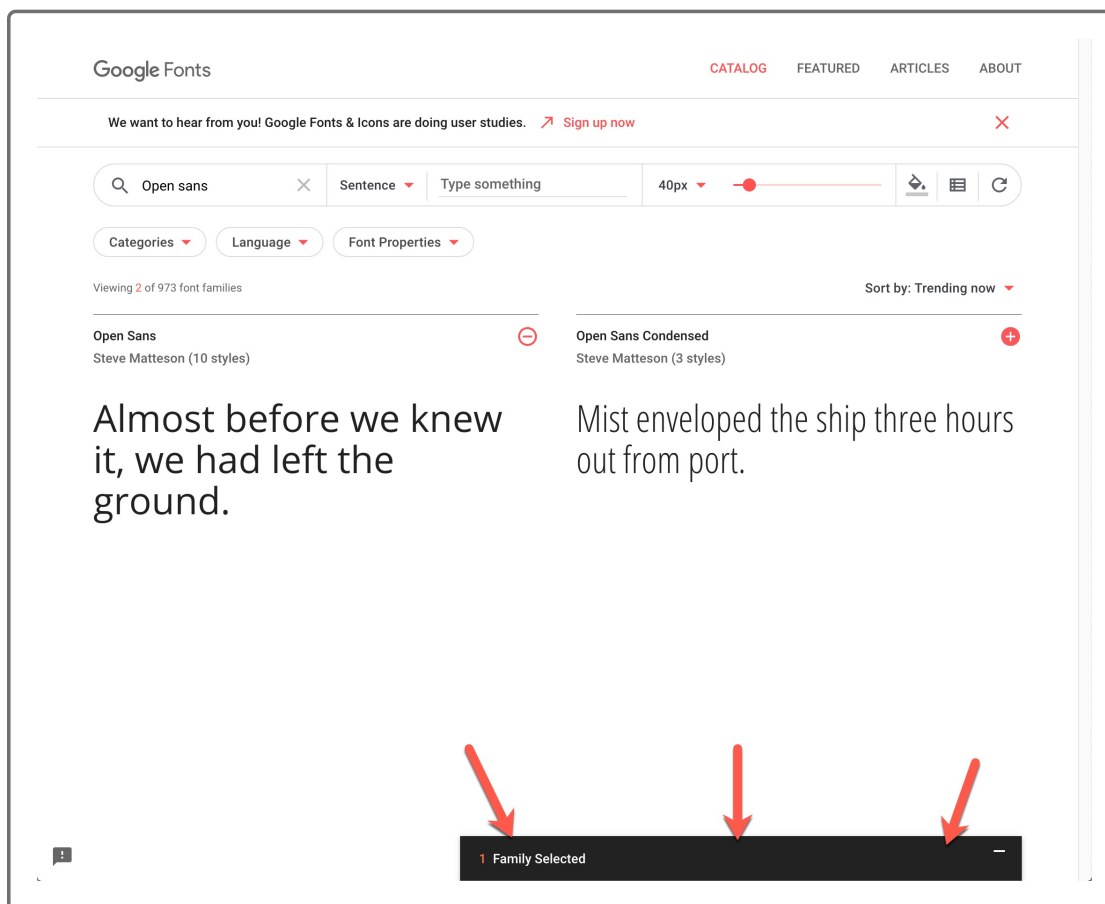 Google Fonts
CATALOG FEATURED ARTICLES ABOUT
We want to hear from you! Google Fonts & Icons are doing user studies. Sign up now
Open sans
Sentence
Type something
40px
Categories
Language
Font Properties
Viewing 2 of 973 font families
Sort by: Trending now
Open Sans
Steve Matteson (10 styles)
Almost before we knew
it, we had left the
ground.
Open Sans Condensed
Steve Matteson (3 styles)
Mist enveloped the ship three hours
out from port.
1 Family Selected